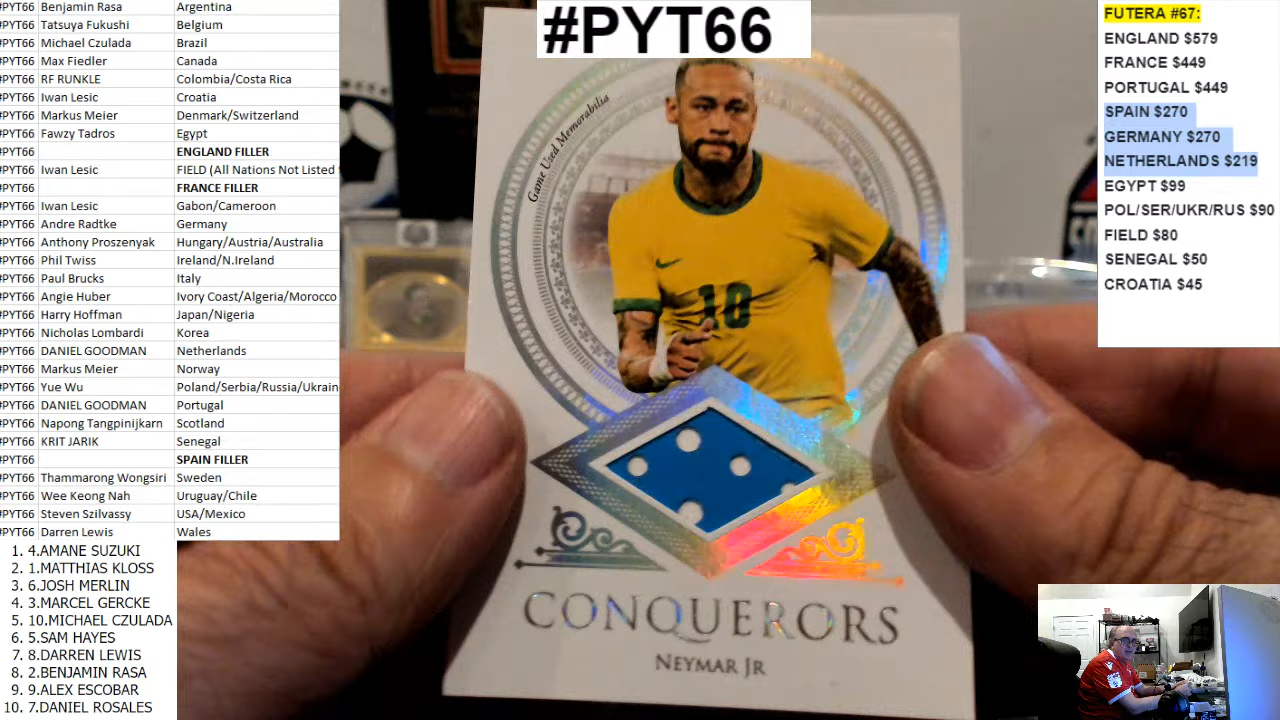 #PYT66 Benjamin Rasa Argentina
#PYT66 Tatsuya Fukushi Belgium
#PYT66 Michael Czulada Brazil
#PYT66 Max Fiedler Canada
#PYT66 RF RUNKLE Colombia/Costa Rica
#PYT66 Iwan Lesic Croatia
#PYT66 Markus Meier Denmark/Switzerland
#PYT66 Fawzy Tadros Egypt
#PYT66 ENGLAND FILLER
#PYT66 Iwan Lesic FIELD (All Nations Not Listed
#PYT66 FRANCE FILLER
#PYT66 Iwan Lesic Gabon/Cameroon
#PYT66 Andre Radtke Germany
#PYT66 Anthony Proszenyak Hungary/Austria/Australia
#PYT66 Phil Twiss Ireland/N.Ireland
#PYT66 Paul Brucks Italy
#PYT66 Angie Huber Ivory Coast/Algeria/Morocco
#PYT66 Harry Hoffman Japan/Nigeria
#PYT66 Nicholas Lombardi Korea
#PYT66 DANIEL GOODMAN Netherlands
#PYT66 Markus Meier Norway
#PYT66 Yue Wu Poland/Serbia/Russia/Ukrain
#PYT66 DANIEL GOODMAN Portugal
#PYT66 Napong Tangpinijkarn Scotland
#PYT66 KRIT JARIK Senegal
#PYT66 SPAIN FILLER
#PYT66 Thammarong Wongsiri Sweden
#PYT66 Wee Keong Nah Uruguay/Chile
#PYT66 Steven Szilvassy USA/Mexico
#PYT66 Darren Lewis Wales
1. 4.AMANE SUZUKI
2. 1.MATTHIAS KLOSS
3. 6.JOSH MERLIN
4. 3.MARCEL GERCKE
5. 10.MICHAEL CZULADA
6. 5.SAM HAYES
7. 8.DARREN LEWIS
8. 2.BENJAMIN RASA
9. 9.ALEX ESCOBAR
10. 7.DANIEL ROSALES
#PYT66
Game Used Memorabilia
10
CONQUERORS
NEYMAR JR
FUTERA #67:
ENGLAND $579
FRANCE $449
PORTUGAL $449
SPAIN $270
GERMANY $270
NETHERLANDS $219
EGYPT $99
POL/SER/UKR/RUS $90
FIELD $80
SENEGAL $50
CROATIA $45